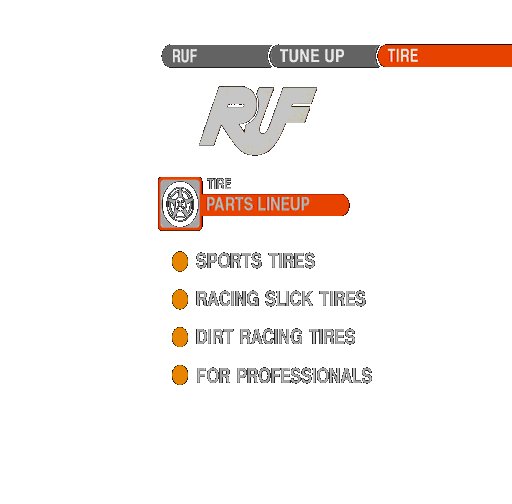 RUF TUNE UP TIRE
RUF
TIRE
PARTS LINEUP
SPORTS TIRES
RACING SLICK TIRES
DIRT RACING TIRES
FOR PROFESSIONALS